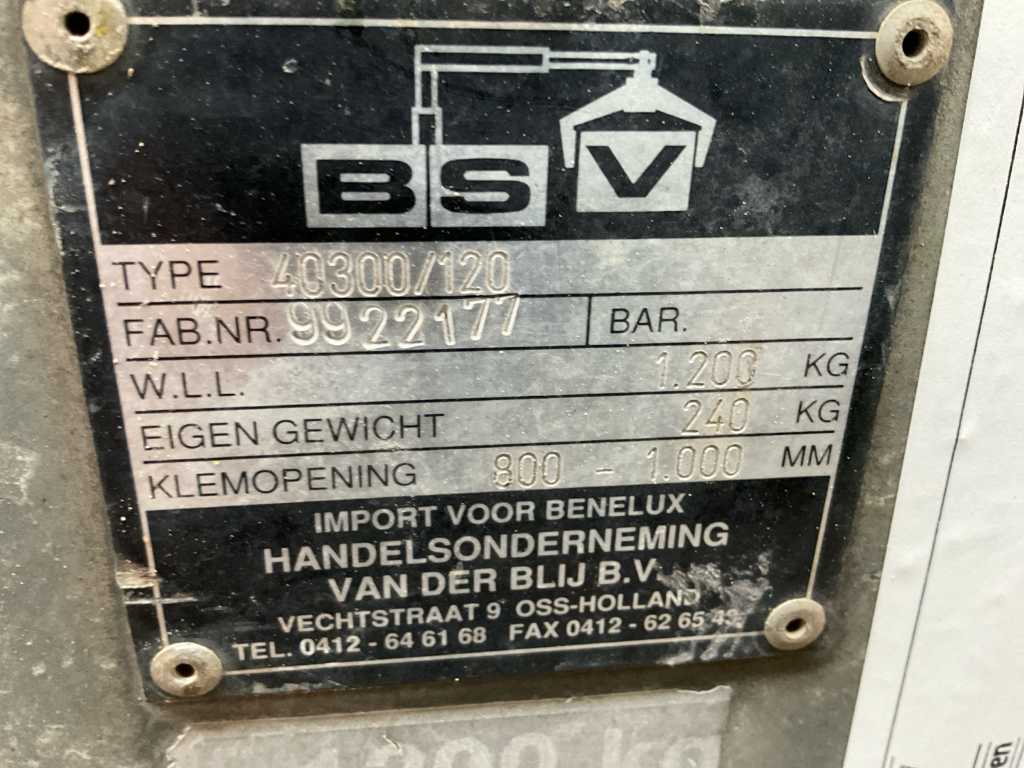 BSV
TYPE 40300/120
FAB.NR. 9922177 BAR.
W.L.L. 1.200 KG
EIGEN GEWICHT 240 KG
KLEMOPENING 800 - 1.000 MM
IMPORT VOOR BENELUX
HANDELSONDERNEMING
VAN DER BLIJ B.V.
VECHTSTRAAT 9 OSS-HOLLAND
TEL. 0412 - 64 61 68 FAX 0412 - 62 65
kg
en